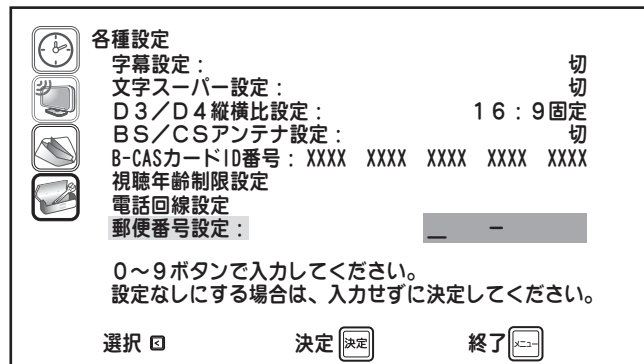 各種設定
字幕設定： 切
文字スーパー設定： 切
D3／D4縦横比設定： 16：9固定
BS／CSアンテナ設定： 切
B-CASカードID番号： XXXX XXXX XXXX XXXX XXXX
視聴年齢制限設定
電話回線設定
郵便番号設定： _ －
0～9ボタンで入力してください。
設定なしにする場合は、入力せずに決定してください。
選択 決定 決定 終了 メニュー